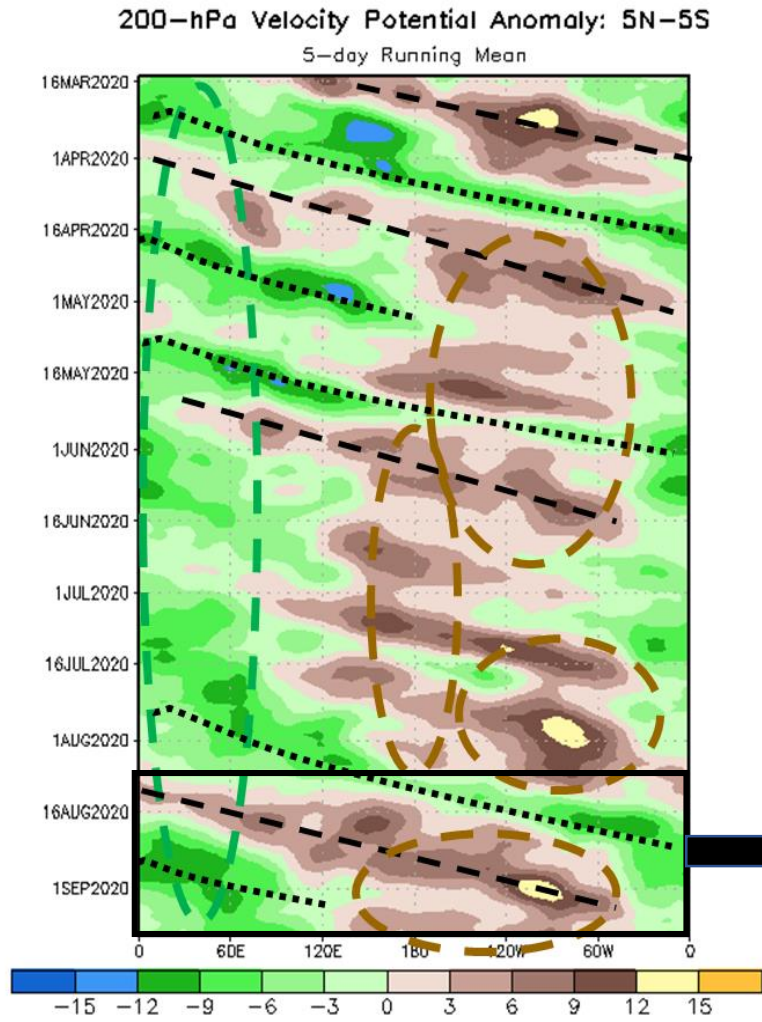 200-hPa Velocity Potential Anomaly: 5N-5S
5-day Running Mean
16MAR2020
1APR2020
16APR2020
1MAY2020
16MAY2020
1JUN2020
16JUN2020
1JUL2020
16JUL2020
1AUG2020
16AUG2020
1SEP2020
0 60E 120E 180 120W 60W 0
-15 -12 -9 -6 -3 0 3 6 9 12 15